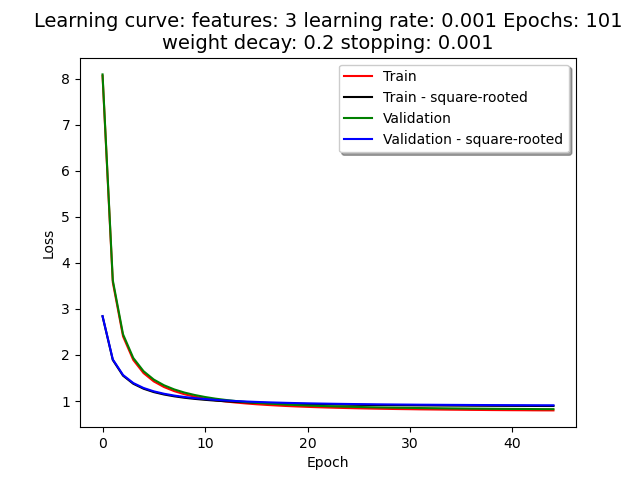 Learning curve: features: 3 learning rate: 0.001 Epochs: 101
weight decay: 0.2 stopping: 0.001
Train
Train - square-rooted
Validation
Validation - square-rooted
8
7
6
5
4
3
2
1
Loss
0 10 20 30 40
Epoch